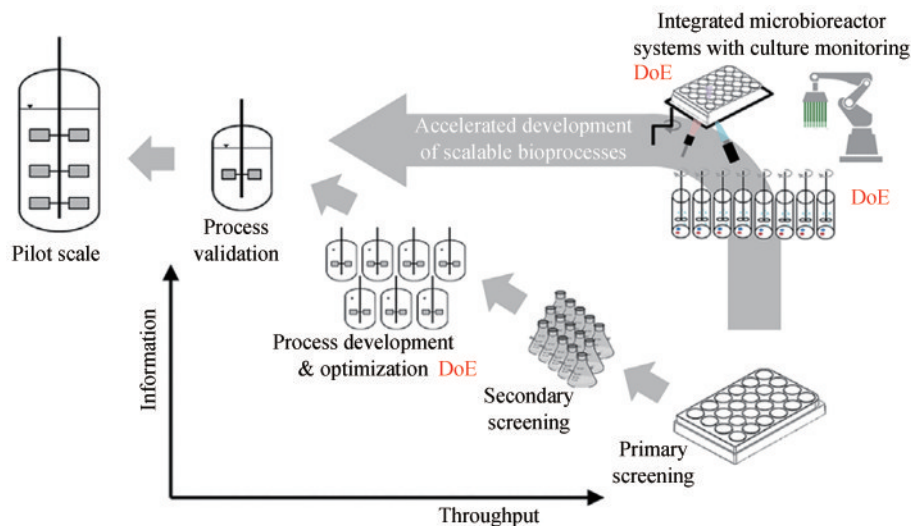 Integrated microbioreactor
systems with culture monitoring
DoE
Accelerated development
of scalable bioprocesses
DoE
Pilot scale
Process
validation
Process development
& optimization DoE
Secondary
screening
Primary
screening
Information
Throughput